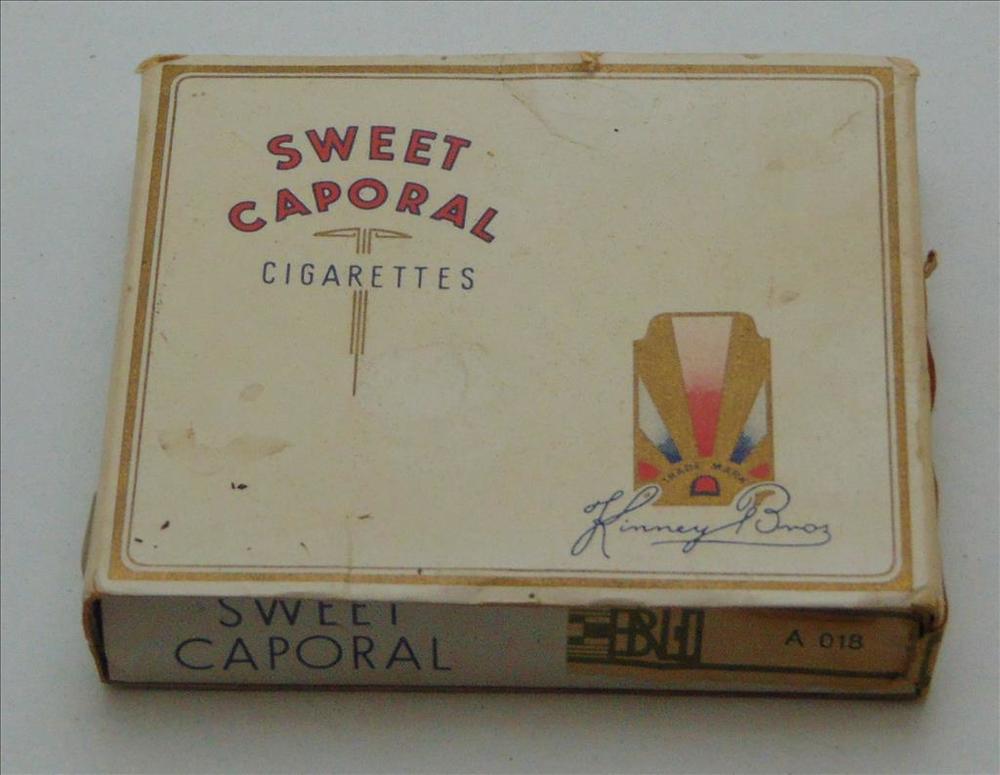 SWEET
CAPORAL
CIGARETTES
TRADE MARK
Kinney Bros
SWEET
CAPORAL
A 018